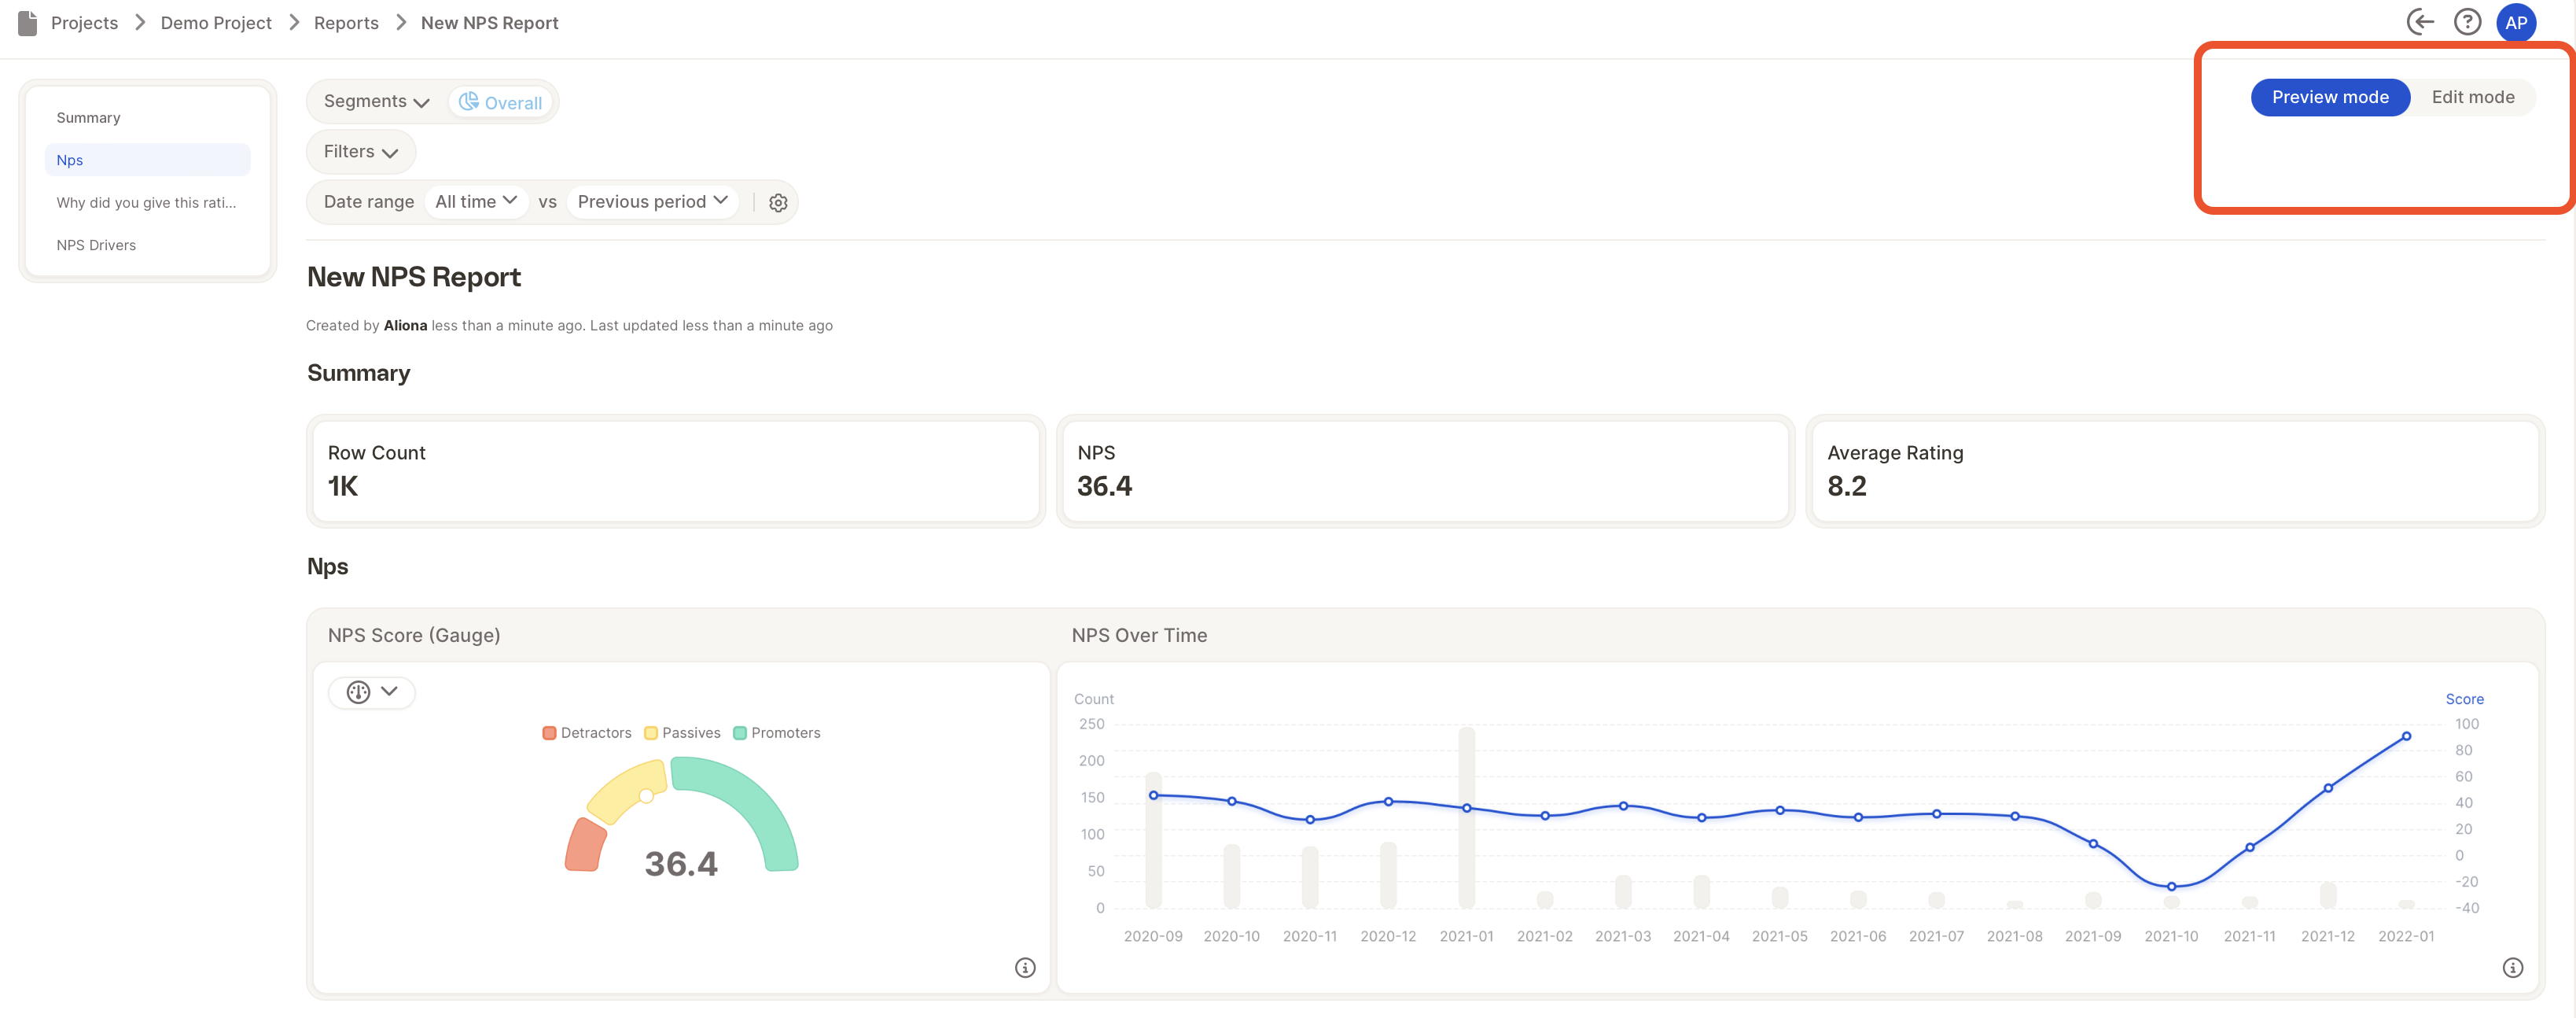 Projects > Demo Project > Reports > New NPS Report
AP
Preview mode Edit mode
Summary
Nps
Why did you give this rati...
NPS Drivers
Segments Overall
Filters
Date range All time vs Previous period
New NPS Report
Created by Aliona less than a minute ago. Last updated less than a minute ago
Summary
Row Count
1K
NPS
36.4
Average Rating
8.2
Nps
NPS Score (Gauge)
Detractors Passives Promoters
36.4
NPS Over Time
Count Score
250 100
80
200
60
150
40
100
20
0
50
-20
0 -40
2020-09 2020-10 2020-11 2020-12 2021-01 2021-02 2021-03 2021-04 2021-05 2021-06 2021-07 2021-08 2021-09 2021-10 2021-11 2021-12 2022-01